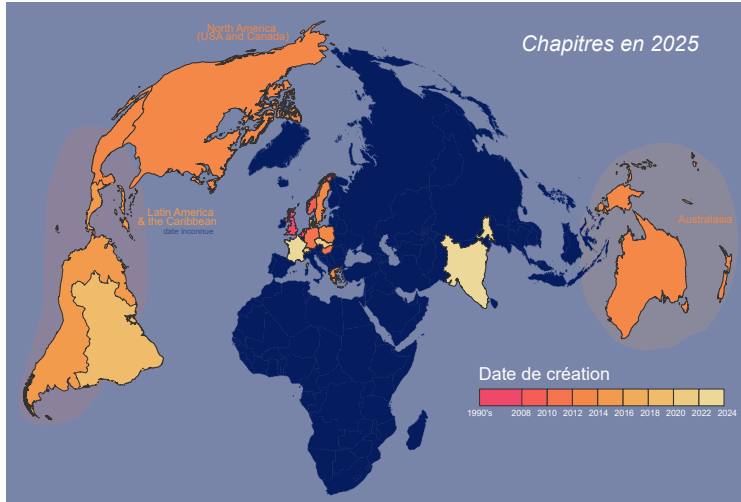 North America
(USA and Canada)
Chapitres en 2025
Latin America
& the Caribbean
date inconnue
Australasia
Date de création
1990's 2008 2010 2012 2014 2016 2018 2020 2022 2024